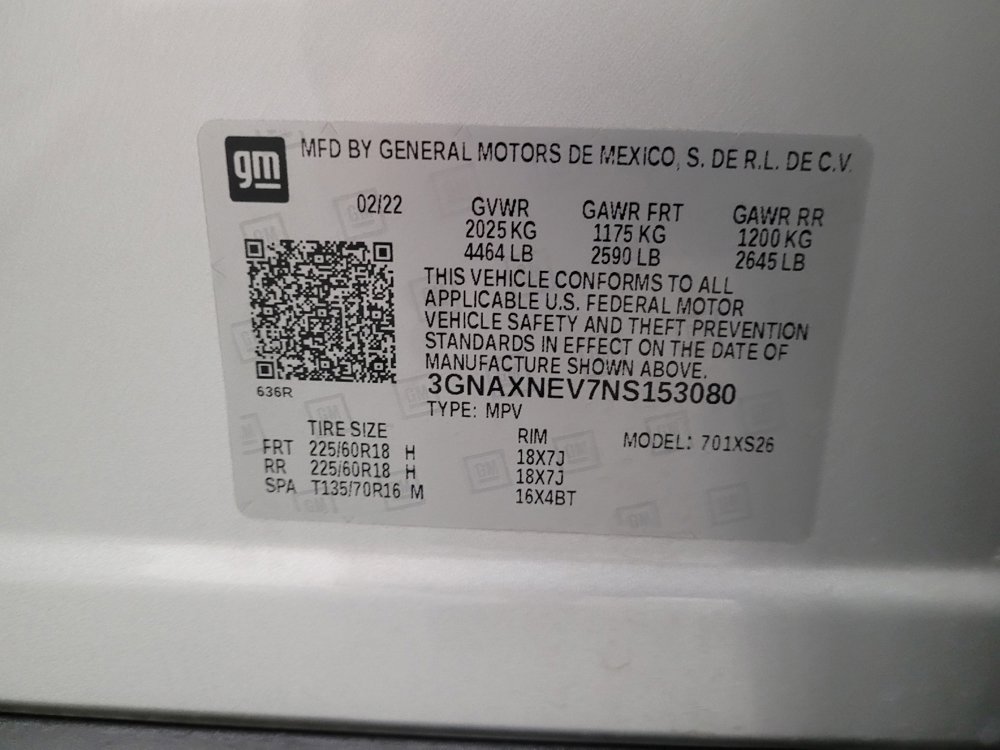 gm
MFD BY GENERAL MOTORS DE MEXICO, S. DE R.L. DE C.V.
02/22 GVWR GAWR FRT GAWR RR
2025 KG 1175 KG 1200 KG
4464 LB 2590 LB 2645 LB
THIS VEHICLE CONFORMS TO ALL
APPLICABLE U.S. FEDERAL MOTOR
VEHICLE SAFETY AND THEFT PREVENTION
STANDARDS IN EFFECT ON THE DATE OF
MANUFACTURE SHOWN ABOVE.
636R
3GNAXNEV7NS153080
TYPE: MPV
TIRE SIZE RIM MODEL: 701XS26
FRT 225/60R18 H 18X7J
RR 225/60R18 H 18X7J
SPA T135/70R16 M 16X4BT